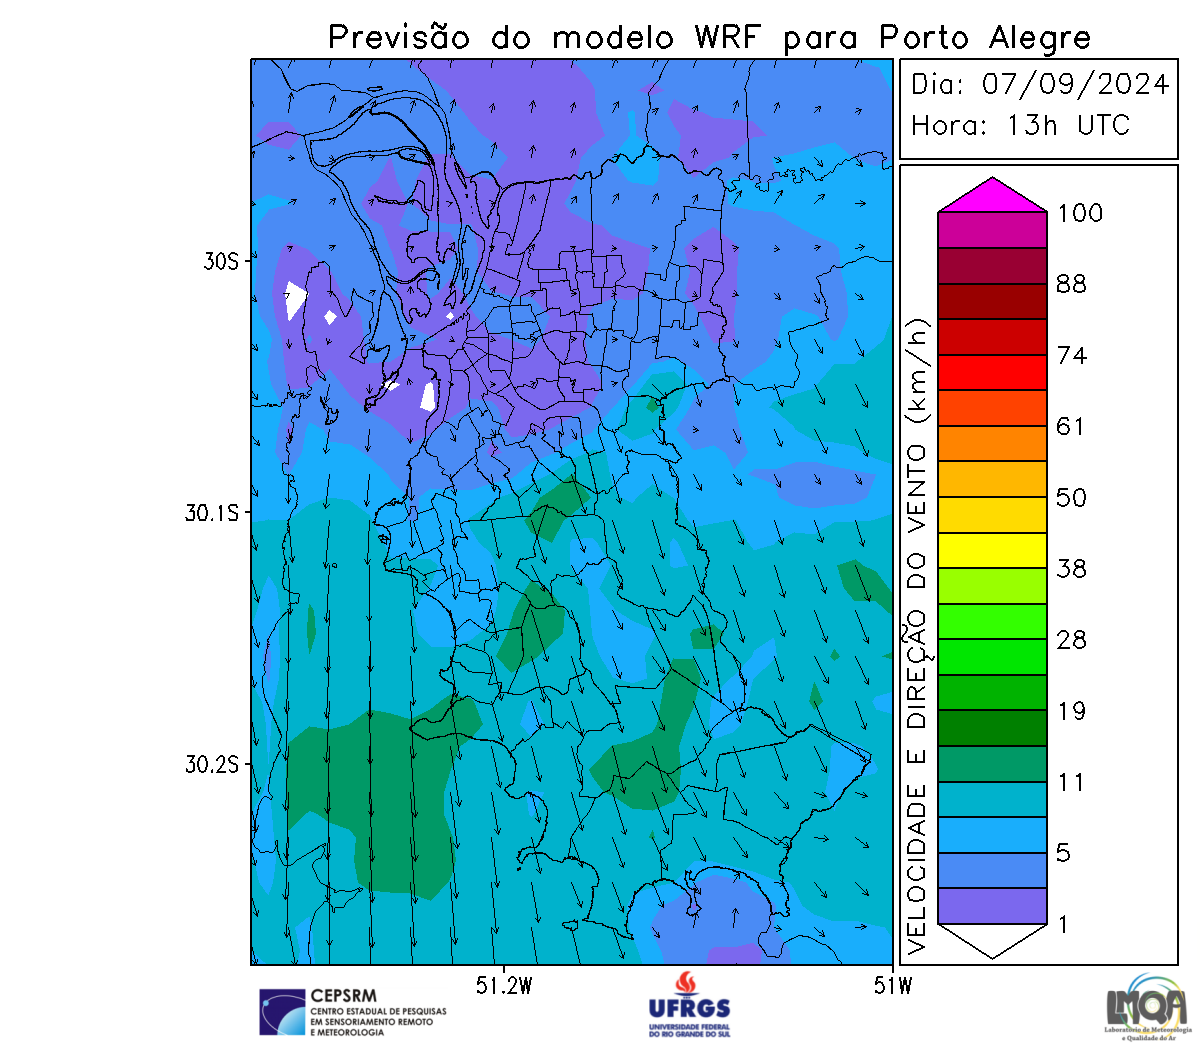 Previsão do modelo WRF para Porto Alegre
Dia: 07/09/2024
Hora: 13h UTC
100
88
74
61
50
38
28
19
11
5
1
VELOCIDADE E DIREÇÃO DO VENTO (km/h)
30S
30.1S
30.2S
51.2W
51W
CEPSRM
CENTRO ESTADUAL DE PESQUISAS
EM SENSORIAMENTO REMOTO
E METEOROLOGIA
UFRGS
UNIVERSIDADE FEDERAL
DO RIO GRANDE DO SUL
LMQA
Laboratório de Meteorologia
e Qualidade do Ar